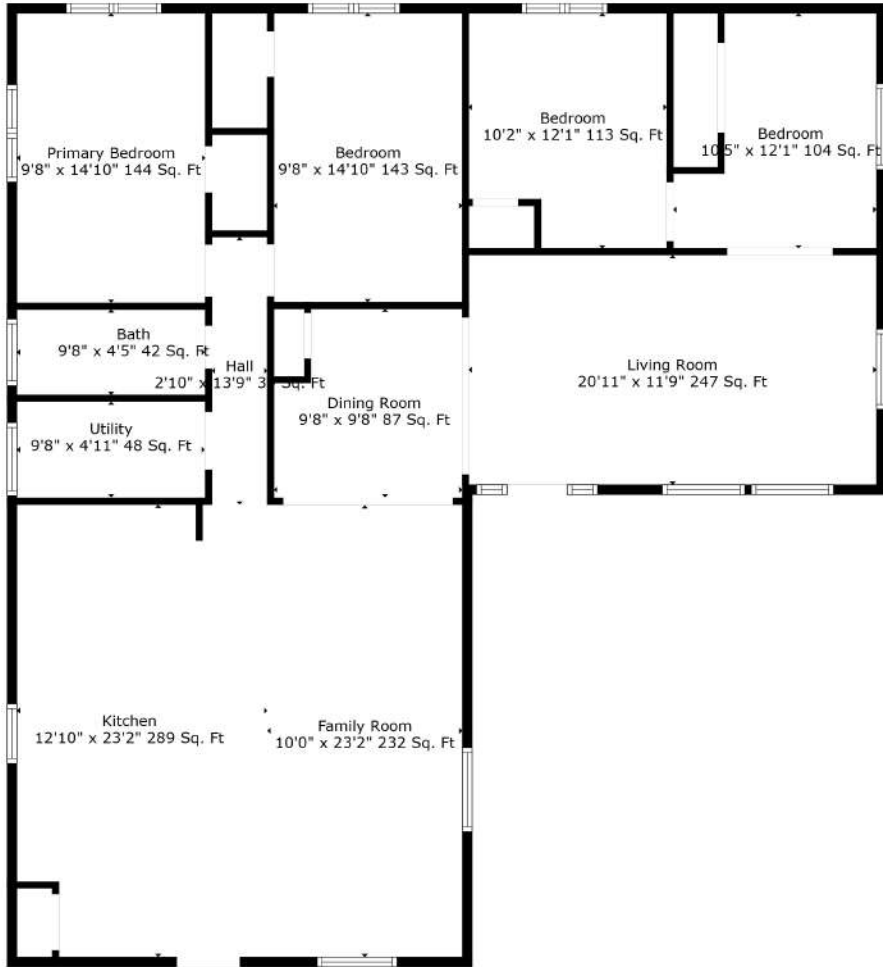 Primary Bedroom
9'8" x 14'10" 144 Sq. Ft
Bedroom
9'8" x 14'10" 143 Sq. Ft
Bedroom
10'2" x 12'1" 113 Sq. Ft
Bedroom
10'5" x 12'1" 104 Sq. Ft
Bath
9'8" x 4'5" 42 Sq. Ft
Hall
2'10" x 13'9" Sq. Ft
Utility
9'8" x 4'11" 48 Sq. Ft
Dining Room
9'8" x 9'8" 87 Sq. Ft
Living Room
20'11" x 11'9" 247 Sq. Ft
Kitchen
12'10" x 23'2" 289 Sq. Ft
Family Room
10'0" x 23'2" 232 Sq. Ft